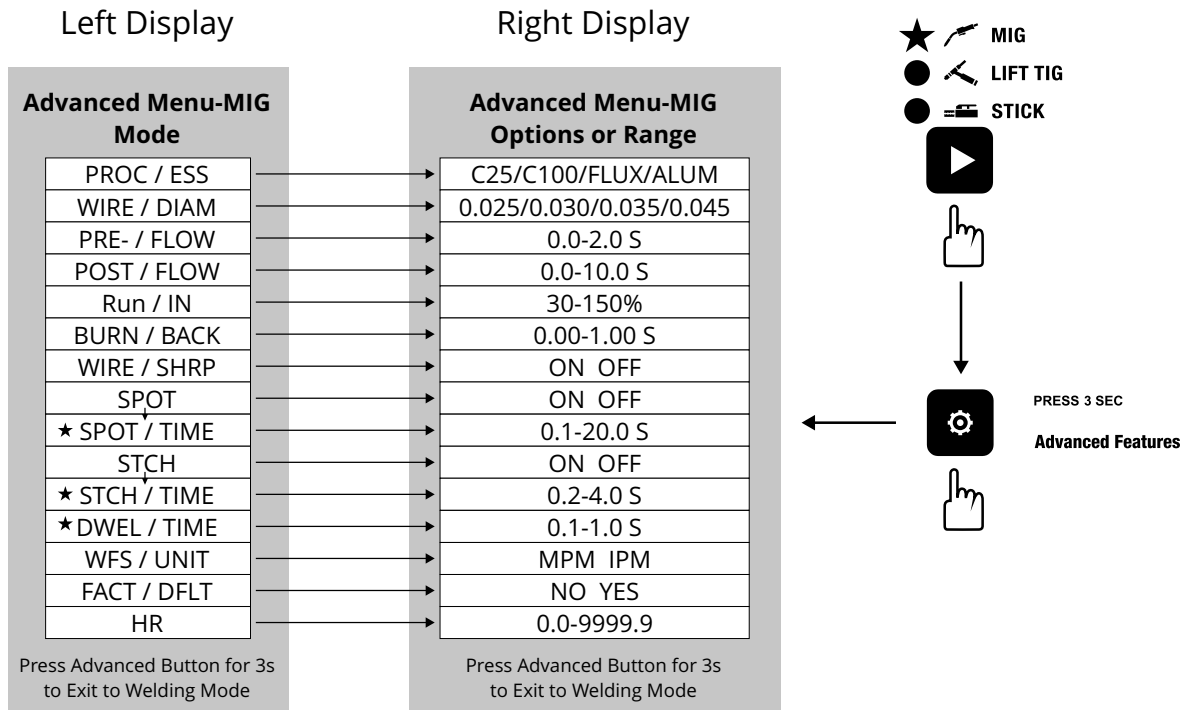 Left Display
Right Display
Advanced Menu-MIG
Mode
Advanced Menu-MIG
Options or Range
PROC / ESS
C25/C100/FLUX/ALUM
WIRE / DIAM
0.025/0.030/0.035/0.045
PRE- / FLOW
0.0-2.0 S
POST / FLOW
0.0-10.0 S
Run / IN
30-150%
BURN / BACK
0.00-1.00 S
WIRE / SHRP
ON OFF
SPOT
ON OFF
★ SPOT / TIME
0.1-20.0 S
STCH
ON OFF
★ STCH / TIME
0.2-4.0 S
★ DWEL / TIME
0.1-1.0 S
WFS / UNIT
MPM IPM
FACT / DFLT
NO YES
HR
0.0-9999.9
Press Advanced Button for 3s
to Exit to Welding Mode
Press Advanced Button for 3s
to Exit to Welding Mode
MIG
LIFT TIG
STICK
PRESS 3 SEC
Advanced Features